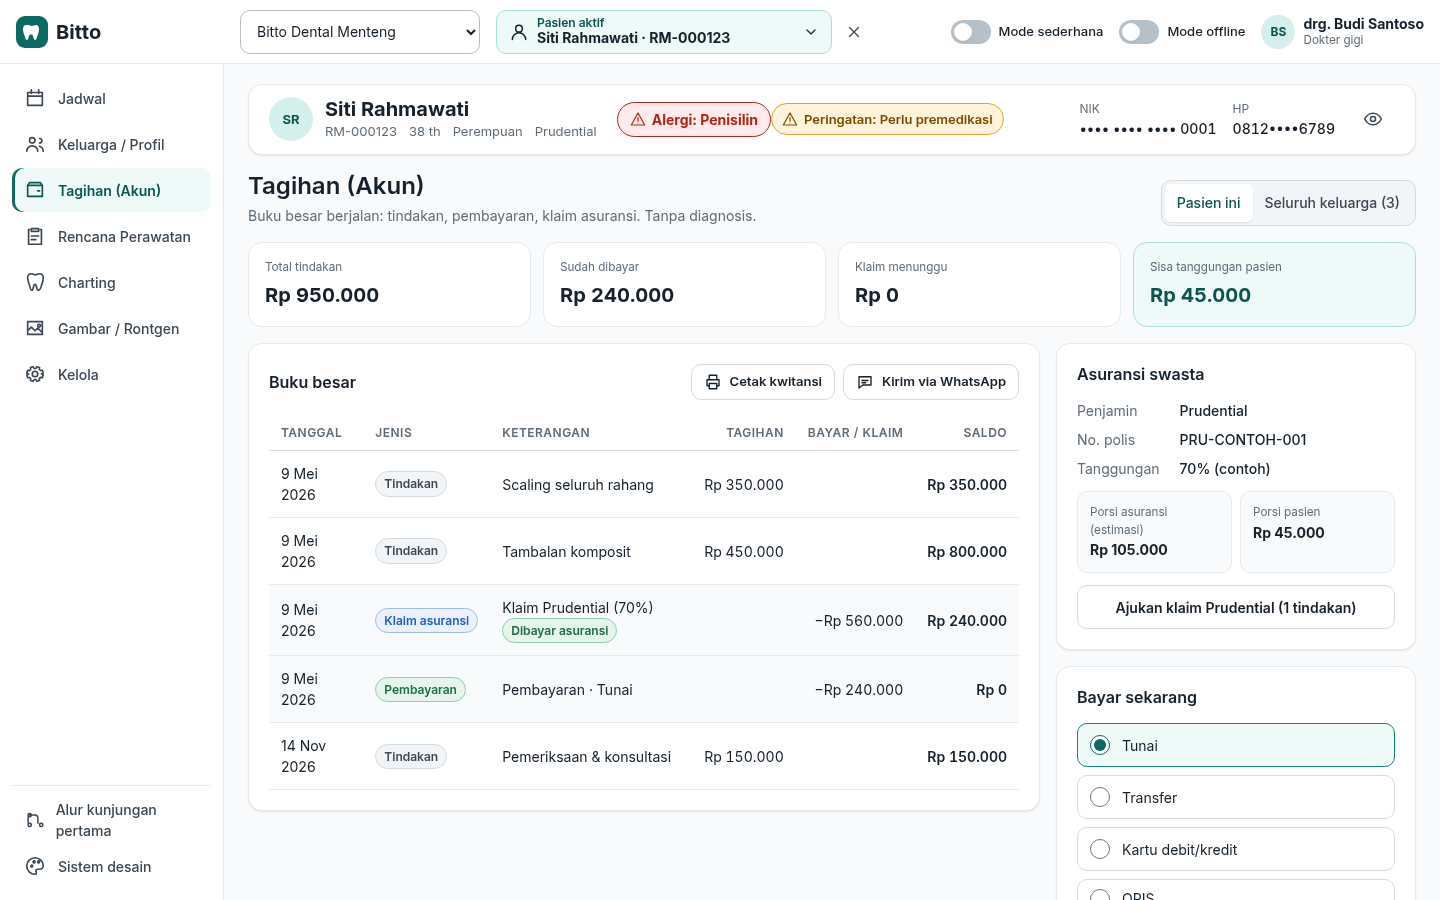 Bitto
Bitto Dental Menteng
Pasien aktif
Siti Rahmawati · RM-000123
Mode sederhana
Mode offline
BS
drg. Budi Santoso
Dokter gigi
Jadwal
Keluarga / Profil
Tagihan (Akun)
Rencana Perawatan
Charting
Gambar / Rontgen
Kelola
Alur kunjungan
pertama
Sistem desain
SR
Siti Rahmawati
RM-000123 38 th Perempuan Prudential
Alergi: Penisilin
Peringatan: Perlu premedikasi
NIK
•••• •••• •••• 0001
HP
0812••••6789
Tagihan (Akun)
Buku besar berjalan: tindakan, pembayaran, klaim asuransi. Tanpa diagnosis.
Pasien ini
Seluruh keluarga (3)
Total tindakan
Rp 950.000
Sudah dibayar
Rp 240.000
Klaim menunggu
Rp 0
Sisa tanggungan pasien
Rp 45.000
Buku besar
Cetak kwitansi
Kirim via WhatsApp
TANGGAL JENIS KETERANGAN TAGIHAN BAYAR / KLAIM SALDO
9 Mei
2026
Tindakan
Scaling seluruh rahang
Rp 350.000
Rp 350.000
9 Mei
2026
Tindakan
Tambalan komposit
Rp 450.000
Rp 800.000
9 Mei
2026
Klaim asuransi
Klaim Prudential (70%)
Dibayar asuransi
−Rp 560.000
Rp 240.000
9 Mei
2026
Pembayaran
Pembayaran · Tunai
−Rp 240.000
Rp 0
14 Nov
2026
Tindakan
Pemeriksaan & konsultasi
Rp 150.000
Rp 150.000
Asuransi swasta
Penjamin Prudential
No. polis PRU-CONTOH-001
Tanggungan 70% (contoh)
Porsi asuransi
(estimasi)
Rp 105.000
Porsi pasien
Rp 45.000
Ajukan klaim Prudential (1 tindakan)
Bayar sekarang
Tunai
Transfer
Kartu debit/kredit
QRIS